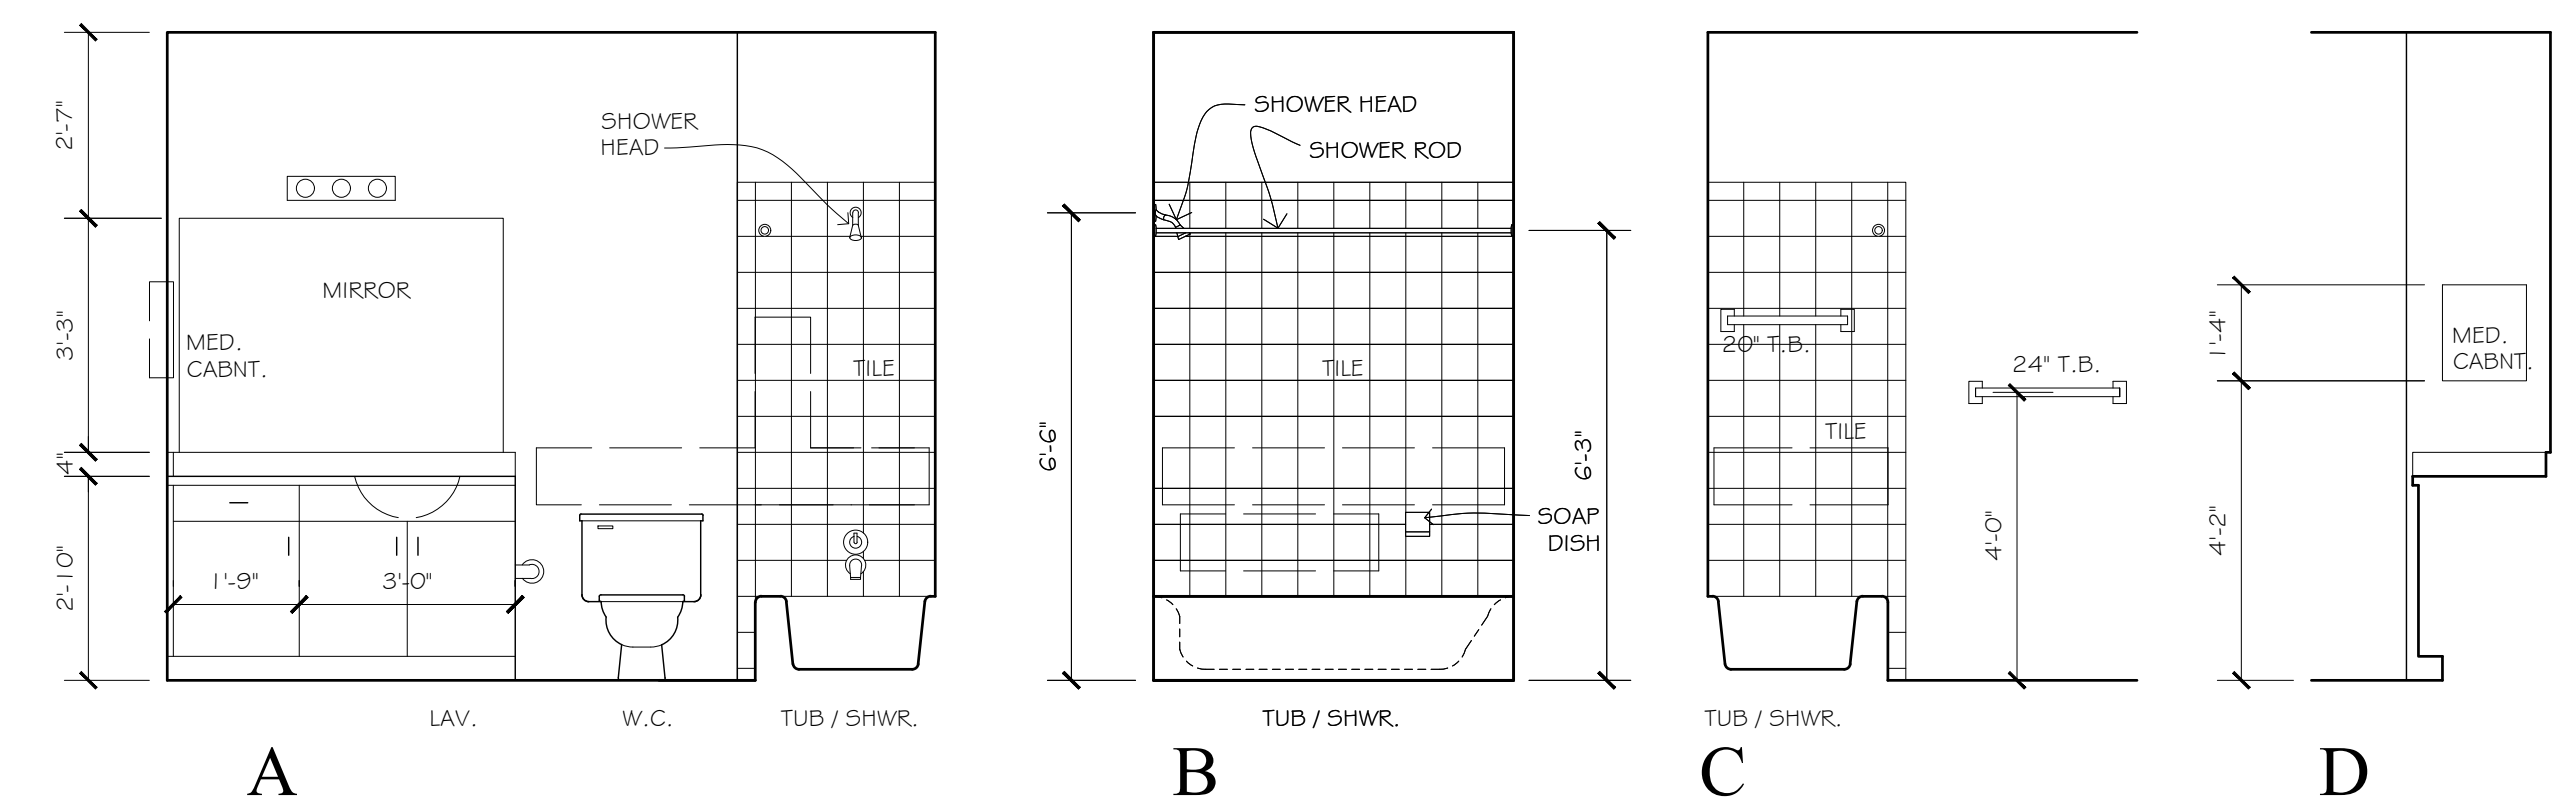 2'-7"
3'-3"
4"
2'-10"
SHOWER
HEAD
MIRROR
MED.
CABNT.
TILE
1'-9"
3'-0"
LAV.
W.C.
TUB / SHWR.
A
SHOWER HEAD
SHOWER ROD
6'-6"
TILE
6'-3"
SOAP
DISH
TUB / SHWR.
B
20" T.B.
24" T.B.
TILE
4'-0"
TUB / SHWR.
C
1'-4"
MED.
CABNT.
4'-2"
D